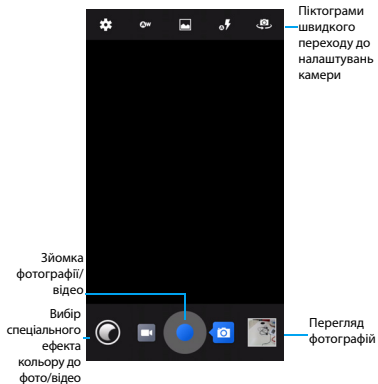 Піктограми
швидкого
переходу до
налаштувань
камери
Зйомка
фотографії/
відео
Вибір
спеціального
ефекта
кольору до
фото/відео
Перегляд
фотографій